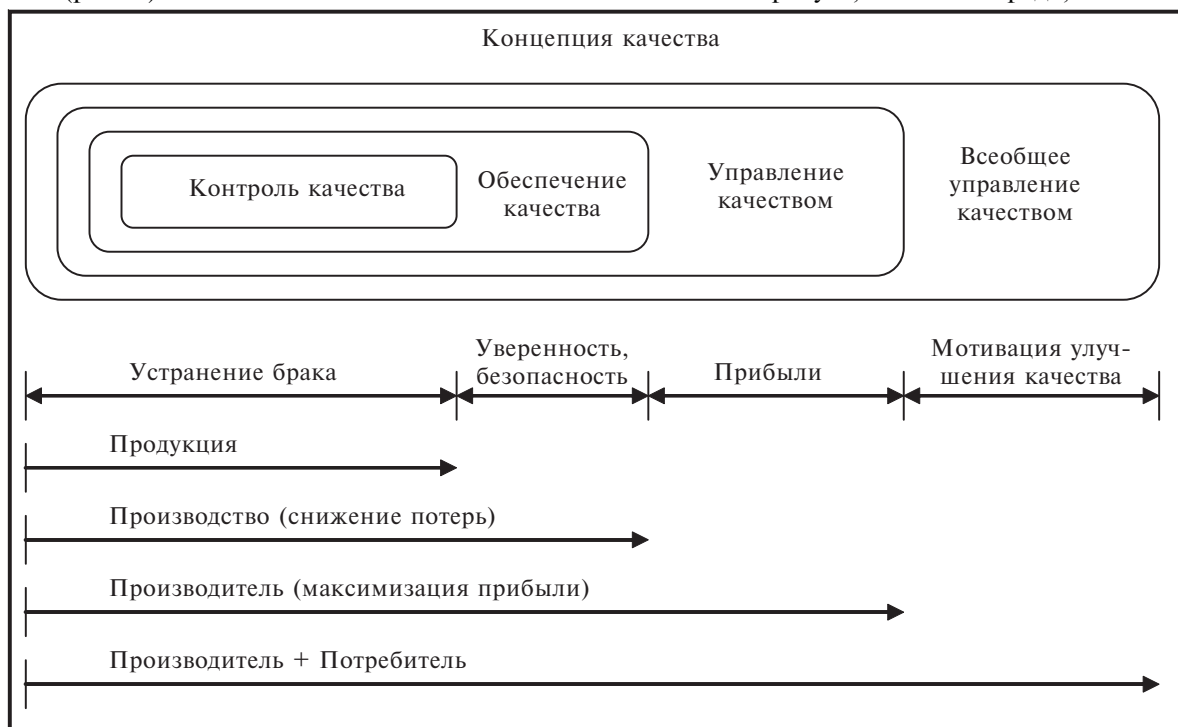 Концепция качества
Контроль качества
Обеспечение
качества
Управление
качеством
Всеобщее
управление
качеством
Устранение брака
Уверенность,
безопасность
Прибыли
Мотивация улуч-
шения качества
Продукция
Производство (снижение потерь)
Производитель (максимизация прибыли)
Производитель + Потребитель